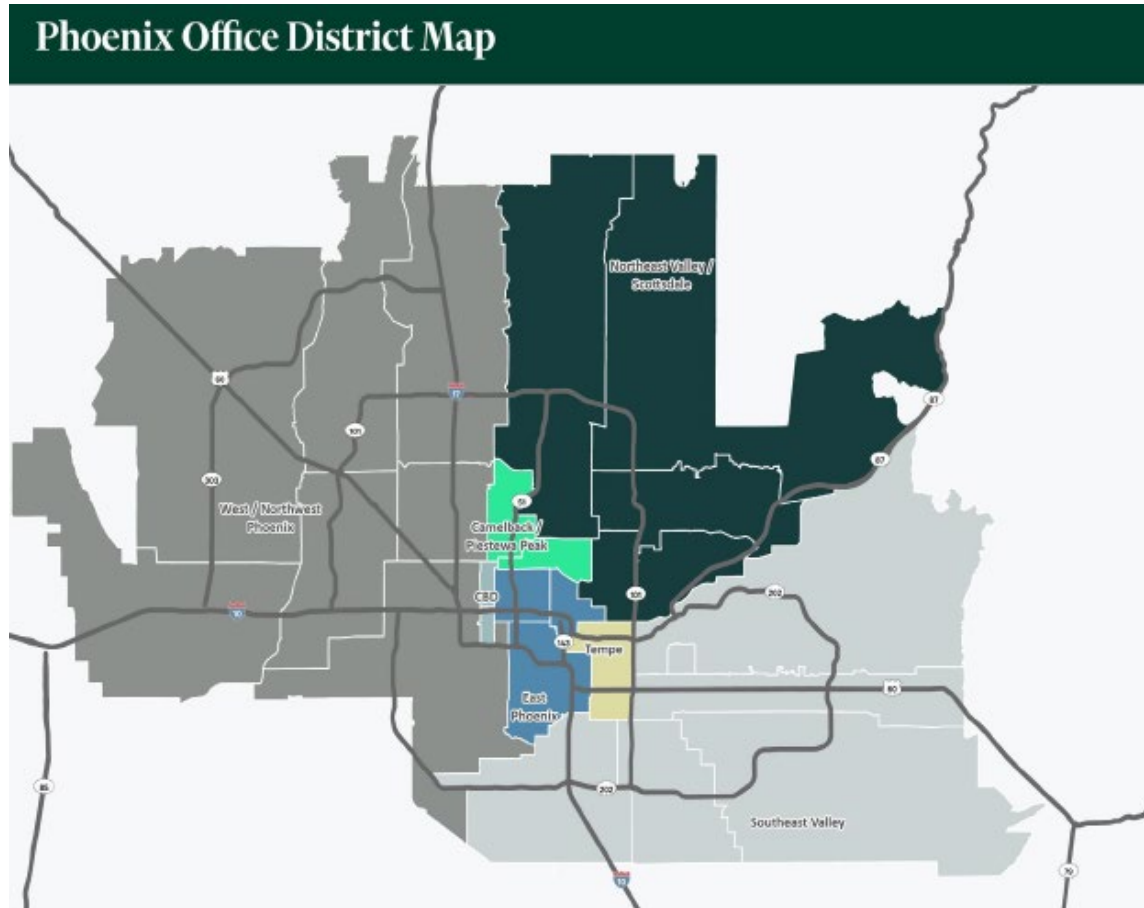 Phoenix Office District Map
Northeast Valley /
Scottsdale
60
17
87
101
87
303
51
West / Northwest
Phoenix
Camelback /
Piestewa Peak
CBD
101
202
10
143
Tempe
60
East
Phoenix
85
202
Southeast Valley
79
10